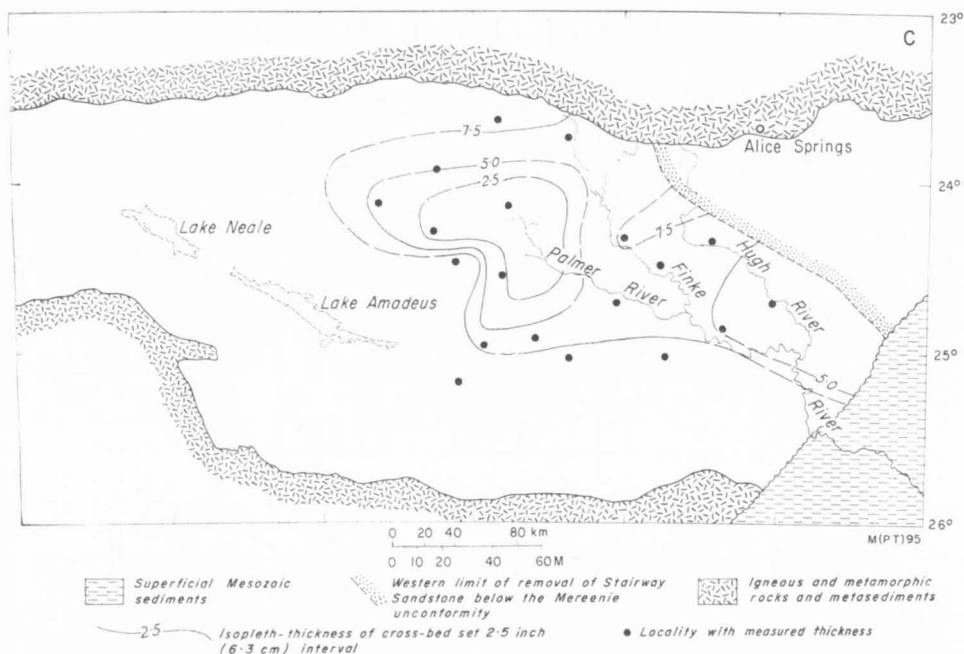 23°
C
7.5
Alice Springs
5.0
2.5
24°
Lake Neale
7.5
Hugh
Palmer
Finke
River
River
Lake Amadeus
25°
5.0
River
26°
M(PT)95
0 20 40 80 km
0 10 20 40 60 M
Superficial Mesozoic
sediments
Western limit of removal of Stairway
Sandstone below the Mereenie
unconformity
Igneous and metamorphic
rocks and metasediments
2.5 Isopleth-thickness of cross-bed set 2.5 inch
(6.3 cm) interval
Locality with measured thickness